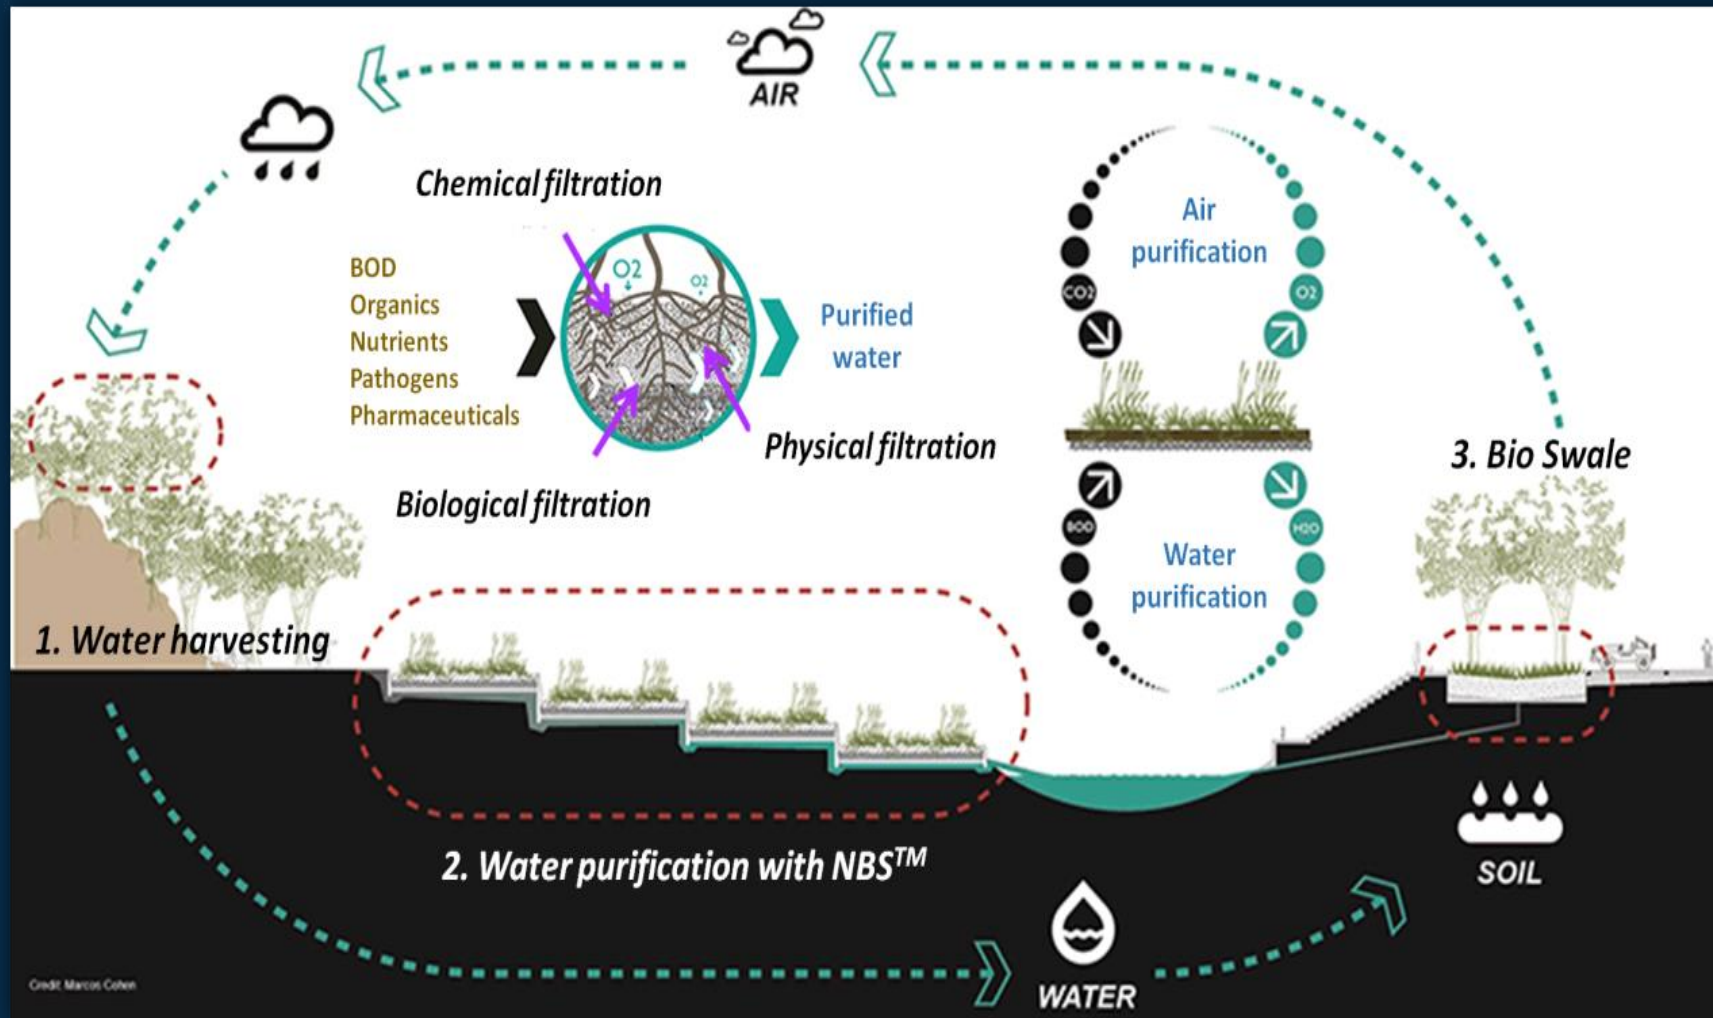 AIR
Chemical filtration
BOD
Organics
Nutrients
Pathogens
Pharmaceuticals
O2
O2
Purified
water
Physical filtration
Biological filtration
Air
purification
CO2
O2
BOD
H2O
Water
purification
3. Bio Swale
1. Water harvesting
2. Water purification with NBS™
SOIL
WATER
Credit: Marcos Cohen